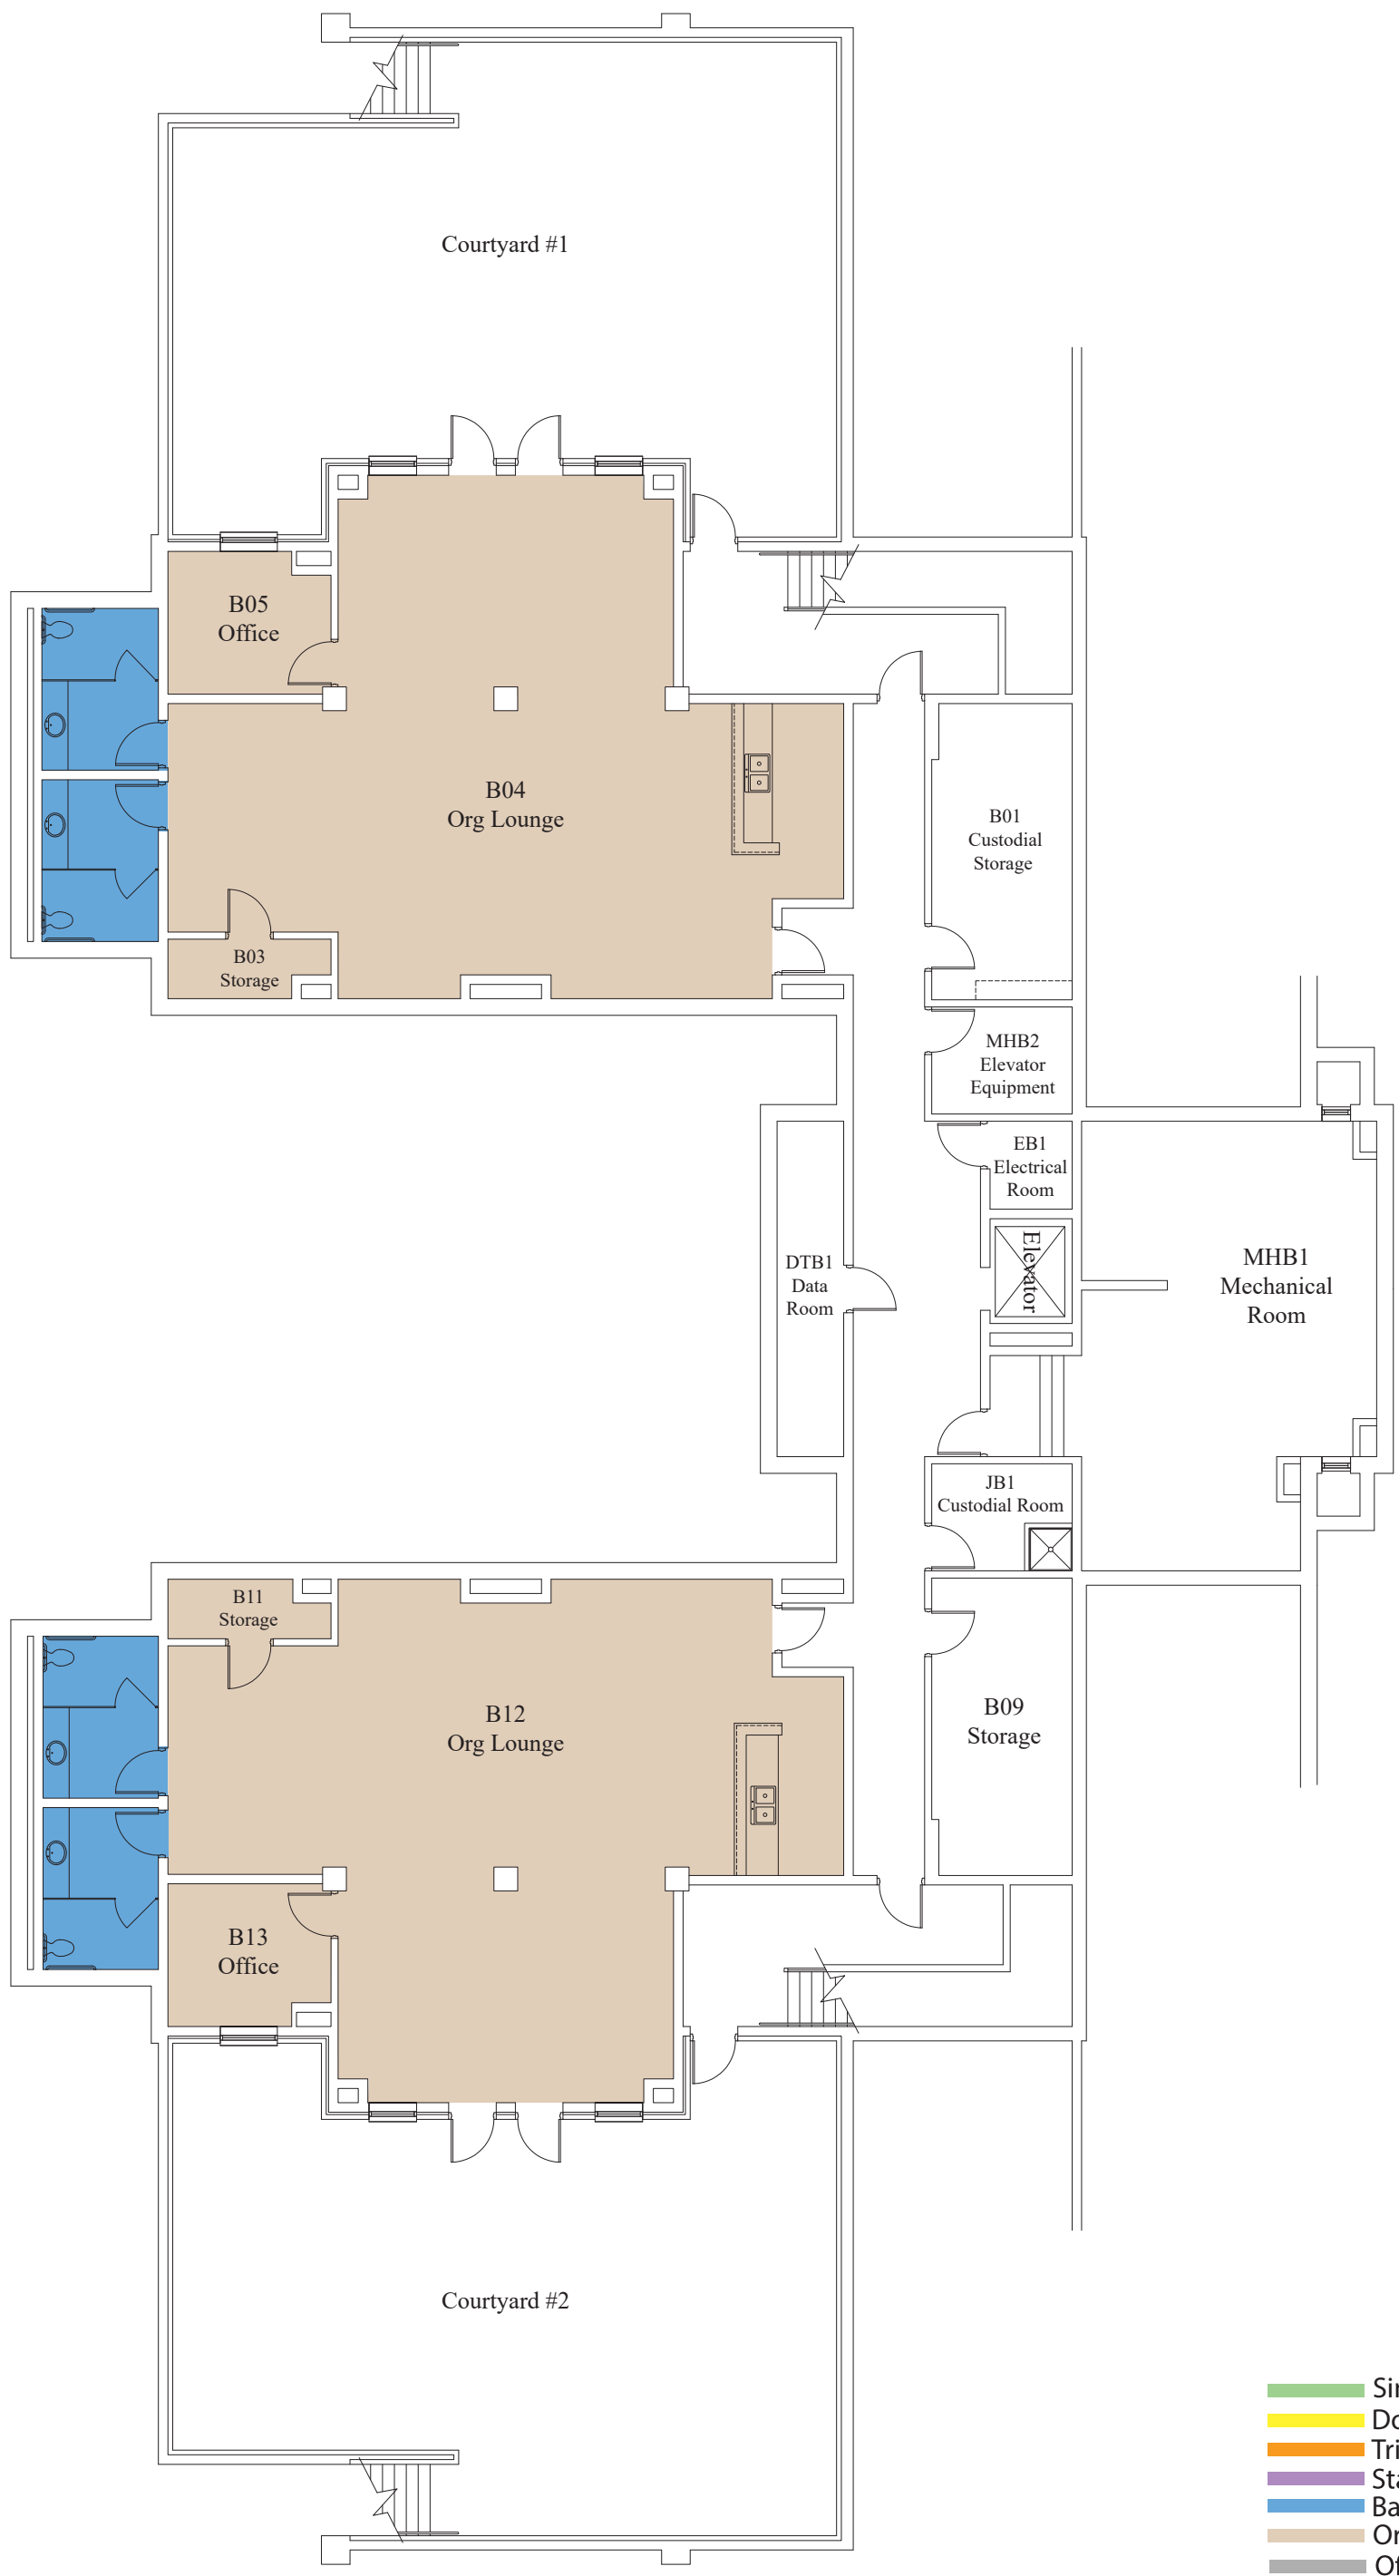 Courtyard #1
B05
Office
B04
Org Lounge
B01
Custodial
Storage
B03
Storage
MHB2
Elevator
Equipment
EB1
Electrical
Room
Elevator
DTB1
Data
Room
MHB1
Mechanical
Room
JB1
Custodial Room
B11
Storage
B12
Org Lounge
B09
Storage
B13
Office
Courtyard #2